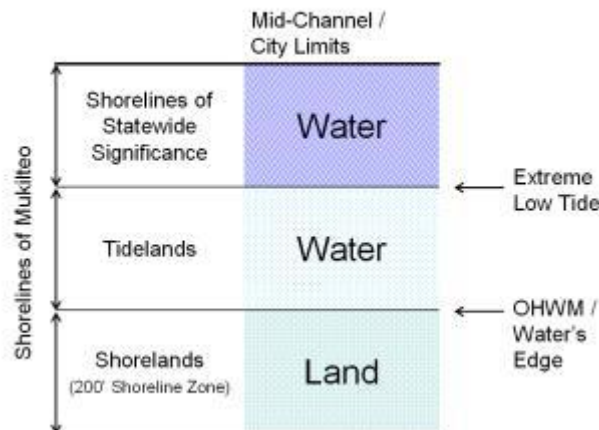 Mid-Channel /
City Limits
Shorelines of
Statewide
Significance
Water
Extreme
Low Tide
Tidelands
Water
OHWM /
Water's
Edge
Shorelands
(200' Shoreline Zone)
Land
Shorelines of Mukilteo